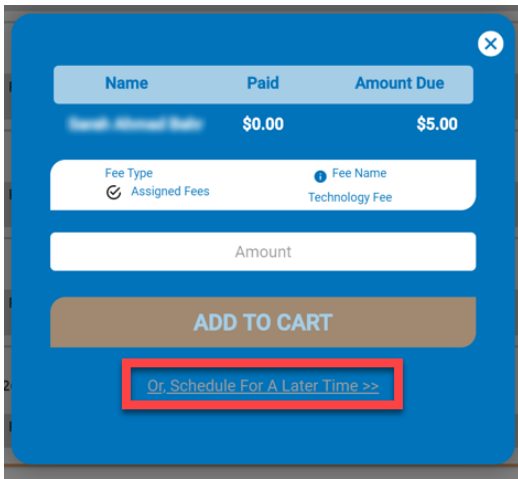 Name Paid Amount Due
$0.00 $5.00
Fee Type Fee Name
Assigned Fees Technology Fee
Amount
ADD TO CART
Or, Schedule For A Later Time >>